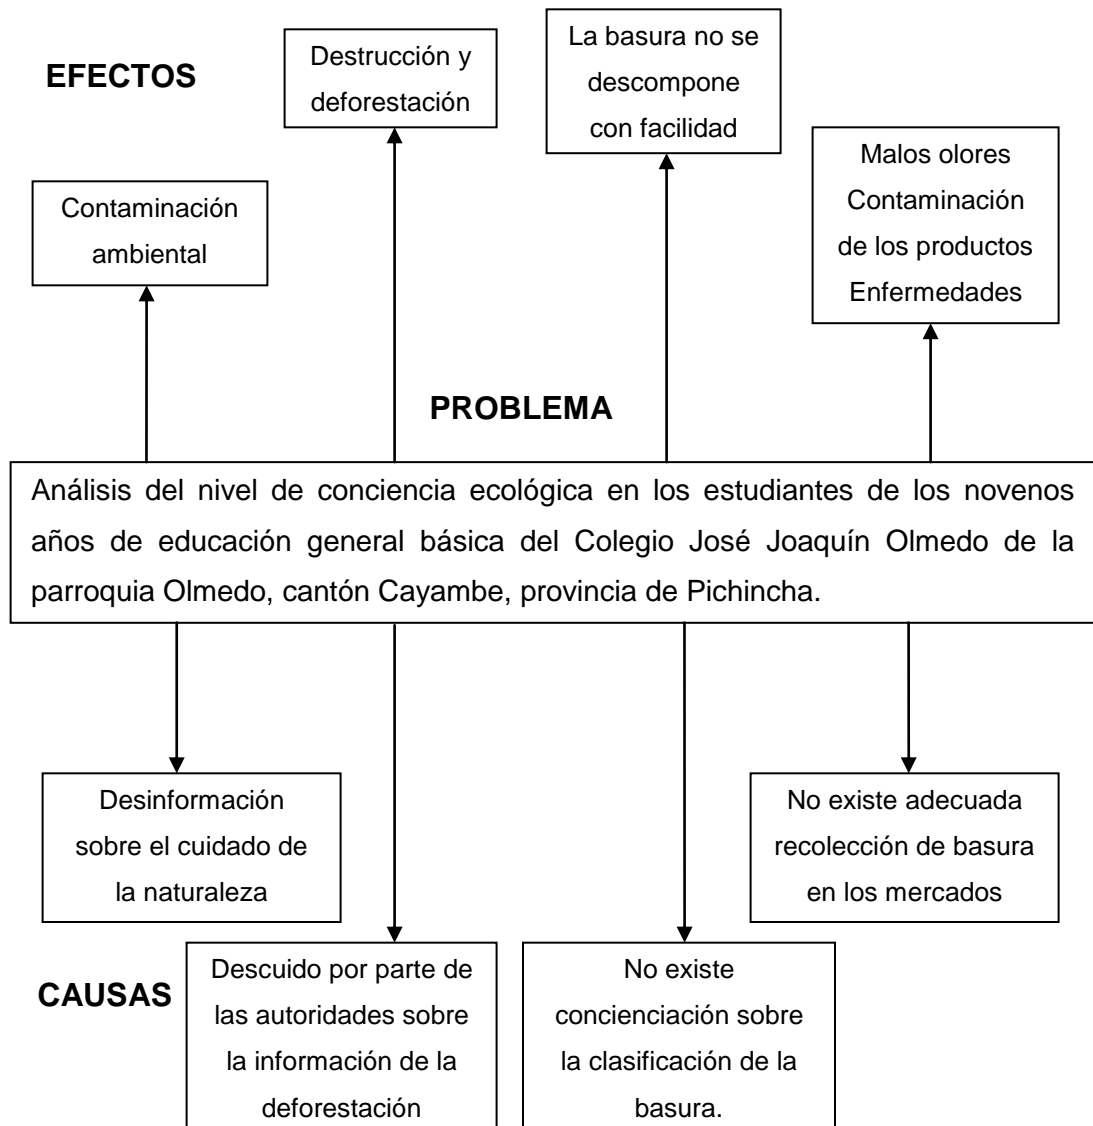 EFECTOS
Destrucción y
deforestación
La basura no se
descompone
con facilidad
Contaminación
ambiental
Malos olores
Contaminación
de los productos
Enfermedades
PROBLEMA
Análisis del nivel de conciencia ecológica en los estudiantes de los novenos
años de educación general básica del Colegio José Joaquín Olmedo de la
parroquia Olmedo, cantón Cayambe, provincia de Pichincha.
Desinformación
sobre el cuidado de
la naturaleza
No existe adecuada
recolección de basura
en los mercados
CAUSAS
Descuido por parte de
las autoridades sobre
la información de la
deforestación
No existe
concienciación sobre
la clasificación de la
basura.